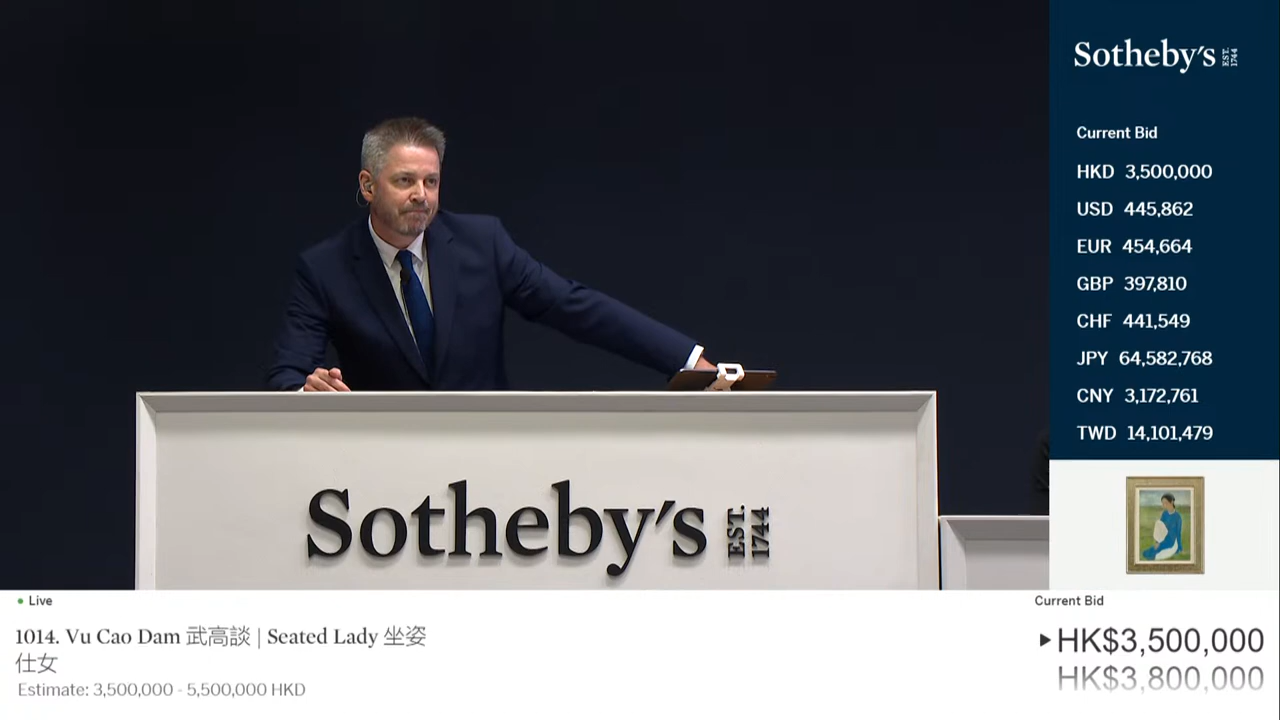 Sotheby's EST. 1744
Current Bid
HKD 3,500,000
USD 445,862
EUR 454,664
GBP 397,810
CHF 441,549
JPY 64,582,768
CNY 3,172,761
TWD 14,101,479
Sotheby's EST. 1744
Live
1014. Vu Cao Dam 武高談 | Seated Lady 坐姿
仕女
Estimate: 3,500,000 - 5,500,000 HKD
Current Bid
HK$3,500,000
HK$3,800,000